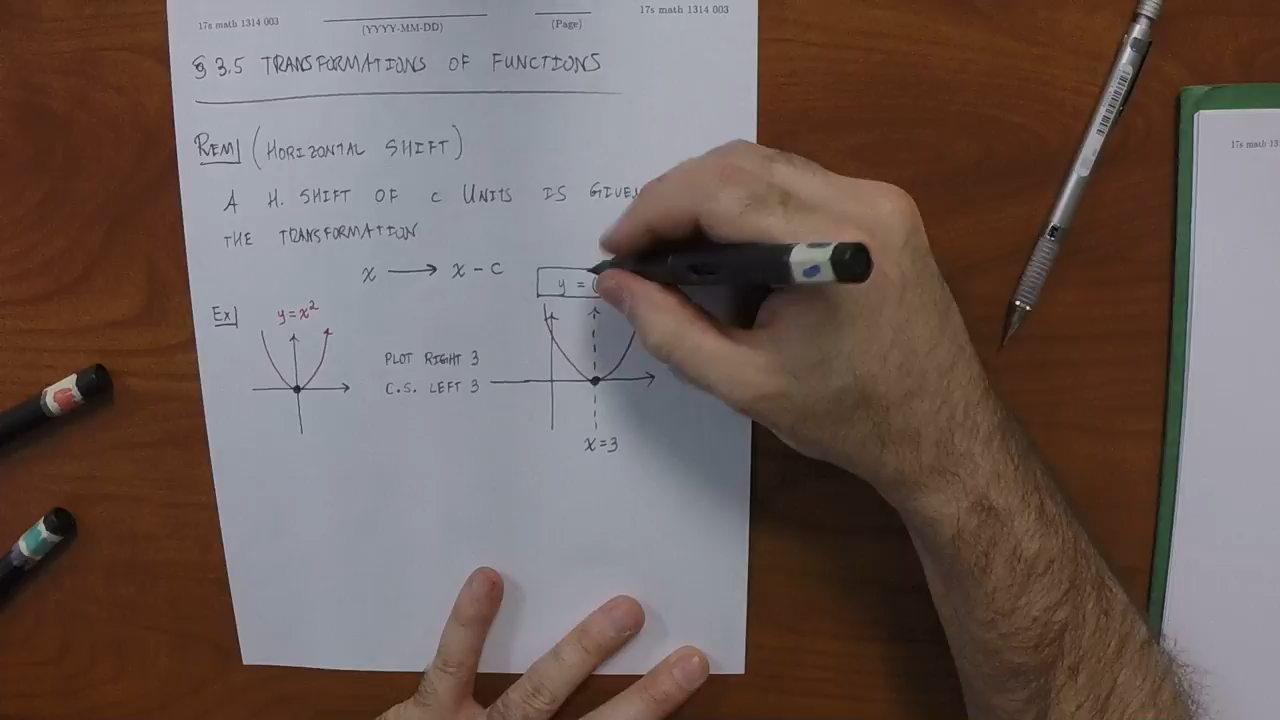 17s math 1314 003 (YYYY-MM-DD) (Page) 17s math 1314 003
§ 3.5 TRANSFORMATIONS OF FUNCTIONS
REM (HORIZONTAL SHIFT)
A H. SHIFT OF C UNITS IS GIVEN
THE TRANSFORMATION
x → x - c
y = (
Ex y = x²
PLOT RIGHT 3
C.S. LEFT 3
x = 3
17s math 13